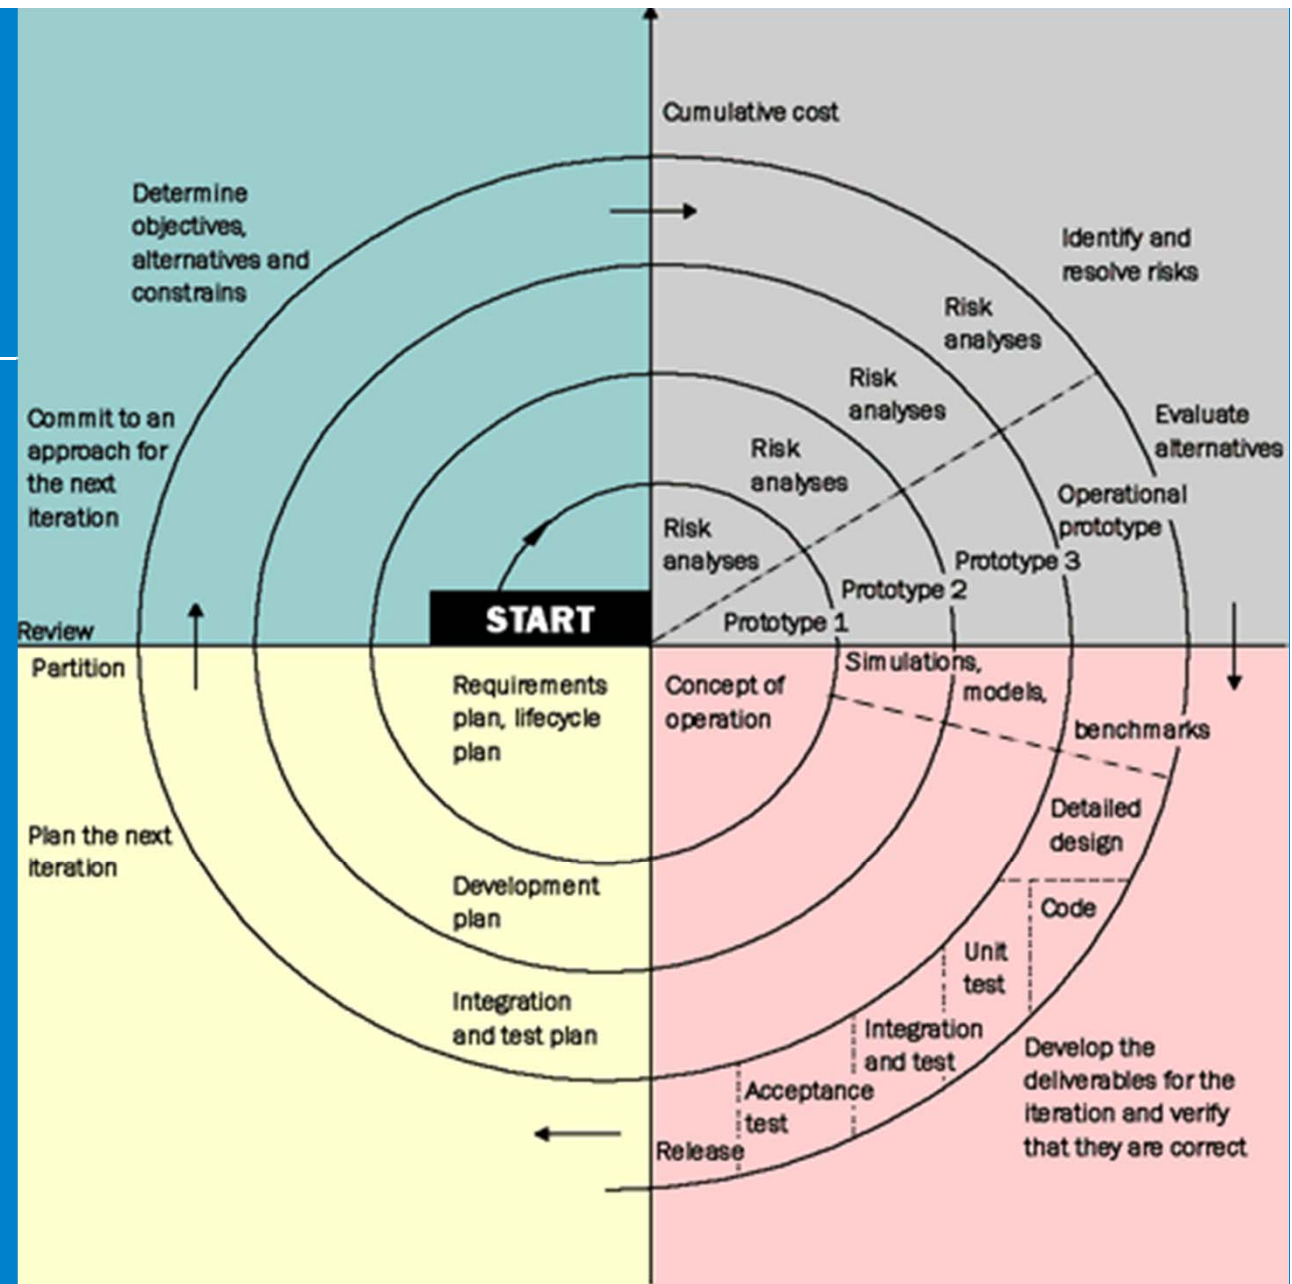 Cumulative cost
Determine
objectives,
alternatives and
constrains
Identify and
resolve risks
Risk
analyses
Risk
analyses
Risk
analyses
Risk
analyses
Commit to an
approach for
the next
iteration
Evaluate
alternatives
Operational
prototype
Prototype 3
Prototype 2
Prototype 1
START
Review
Partition
Requirements
plan, lifecycle
plan
Concept of
operation
Simulations,
models,
benchmarks
Detailed
design
Code
Unit
test
Integration
and test
Acceptance
test
Release
Plan the next
iteration
Development
plan
Integration
and test plan
Develop the
deliverables for the
iteration and verify
that they are correct